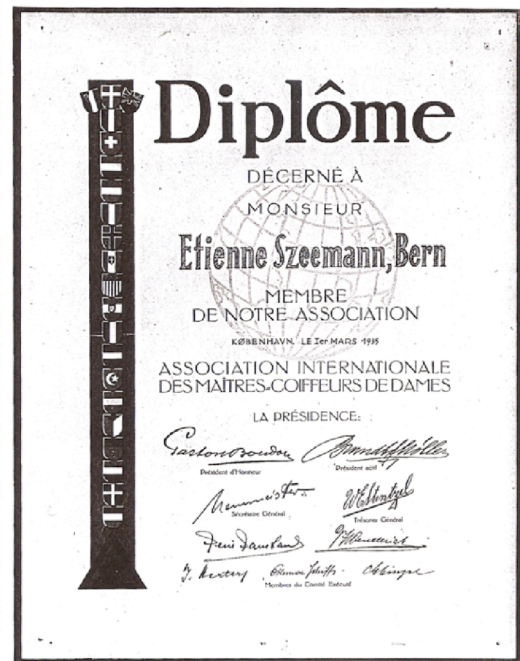 Diplôme
DÉCERNÉ À
MONSIEUR
Etienne Szeemann, Bern
MEMBRE
DE NOTRE ASSOCIATION
KØBENHAVN, LE 1er MARS 1935
ASSOCIATION INTERNATIONALE
DES MAÎTRES-COIFFEURS DE DAMES
LA PRÉSIDENCE:
Président d'Honneur Président actif
Secrétaire Général Trésorier Général
Membres du Comité Exécutif